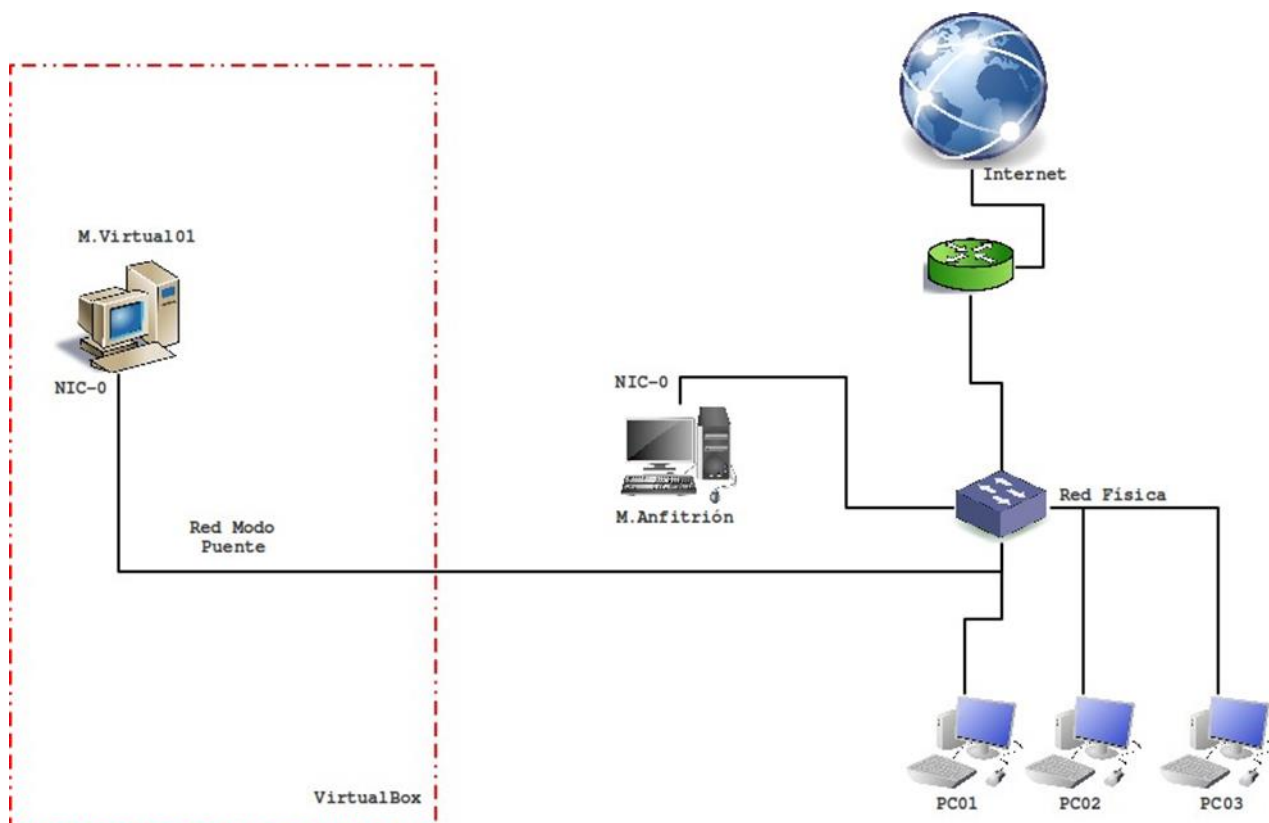 Internet
M.Virtual01
NIC-0
NIC-0
M.Anfitrión
Red Física
Red Modo
Puente
VirtualBox
PC01
PC02
PC03